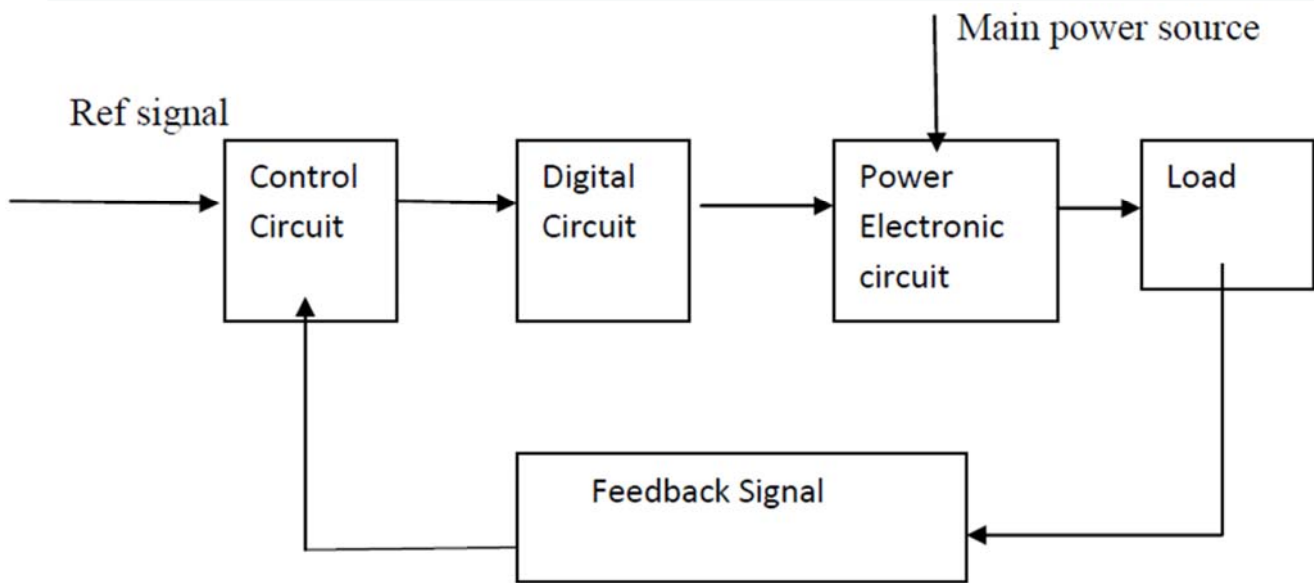 Main power source
Ref signal
Control
Circuit
Digital
Circuit
Power
Electronic
circuit
Load
Feedback Signal